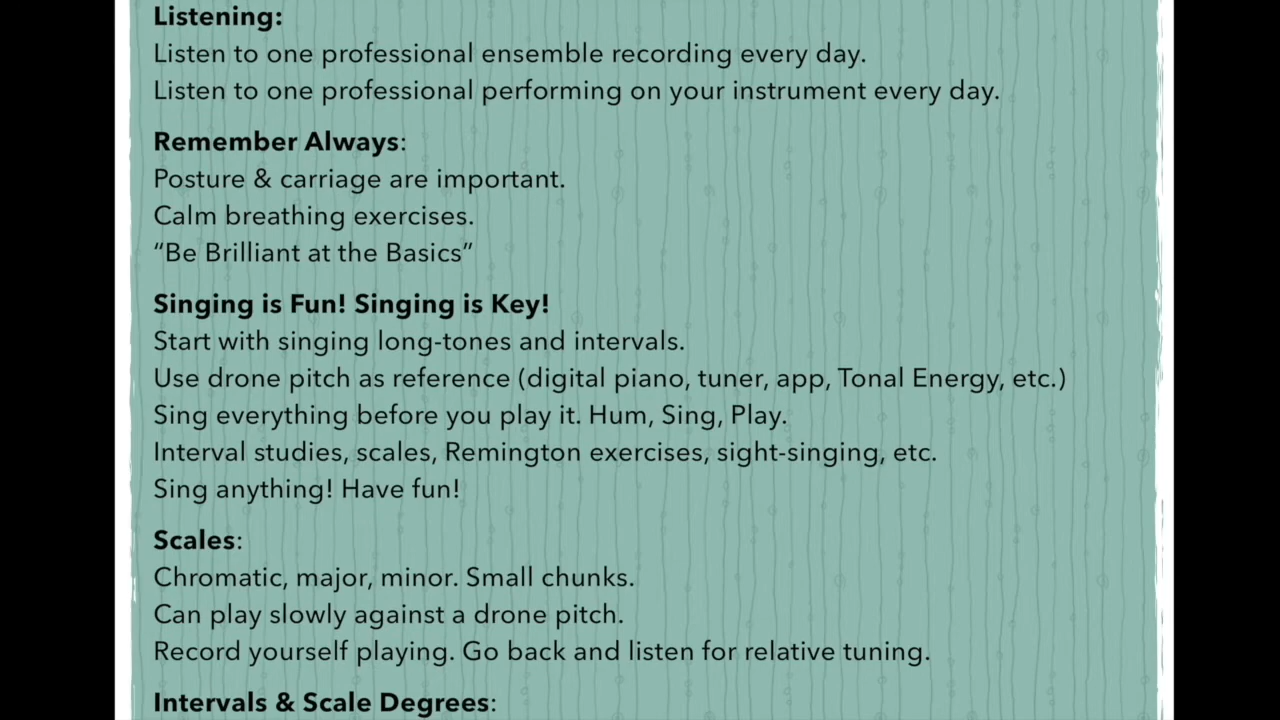 Listening:
Listen to one professional ensemble recording every day.
Listen to one professional performing on your instrument every day.
Remember Always:
Posture & carriage are important.
Calm breathing exercises.
“Be Brilliant at the Basics”
Singing is Fun! Singing is Key!
Start with singing long-tones and intervals.
Use drone pitch as reference (digital piano, tuner, app, Tonal Energy, etc.)
Sing everything before you play it. Hum, Sing, Play.
Interval studies, scales, Remington exercises, sight-singing, etc.
Sing anything! Have fun!
Scales:
Chromatic, major, minor. Small chunks.
Can play slowly against a drone pitch.
Record yourself playing. Go back and listen for relative tuning.
Intervals & Scale Degrees: